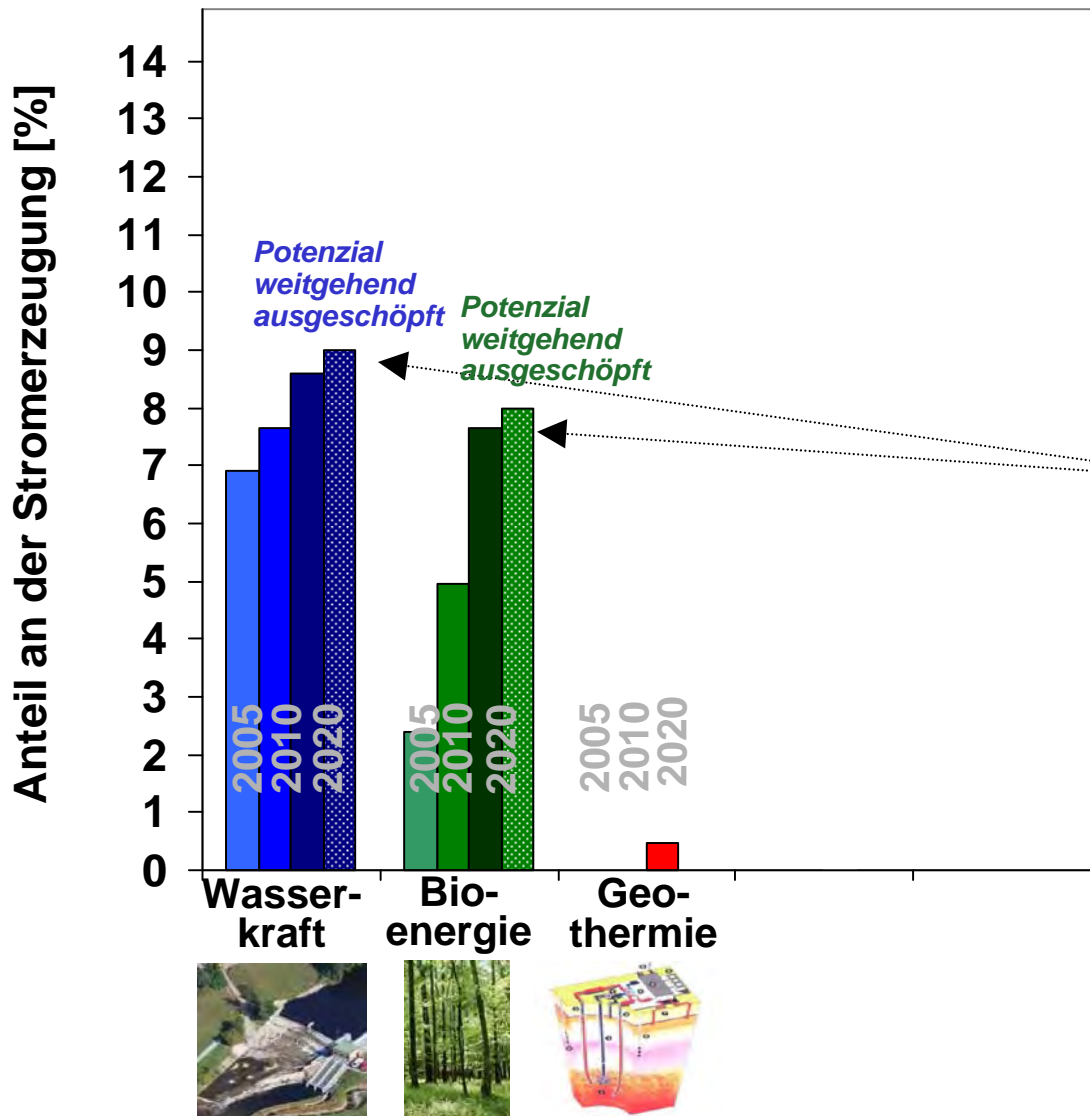 Anteil an der Stromerzeugung [%]
14
13
12
11
10
9
8
7
6
5
4
3
2
1
0
Potenzial
weitgehend
ausgeschöpft
Potenzial
weitgehend
ausgeschöpft
2005
2010
2020
2005
2010
2020
2005
2010
2020
Wasser-
kraft
Bio-
energie
Geo-
thermie